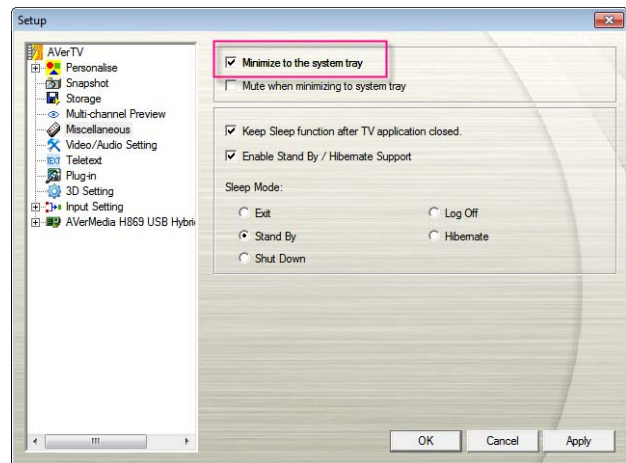 Setup
AVerTV
Personalise
Snapshot
Storage
Multi-channel Preview
Miscellaneous
Video/Audio Setting
TEXT Teletext
Plug-in
3D Setting
Input Setting
AVerMedia H869 USB Hybri
Minimize to the system tray
Mute when minimizing to system tray
Keep Sleep function after TV application closed.
Enable Stand By / Hibernate Support
Sleep Mode:
Exit Log Off
Stand By Hibernate
Shut Down
OK Cancel Apply